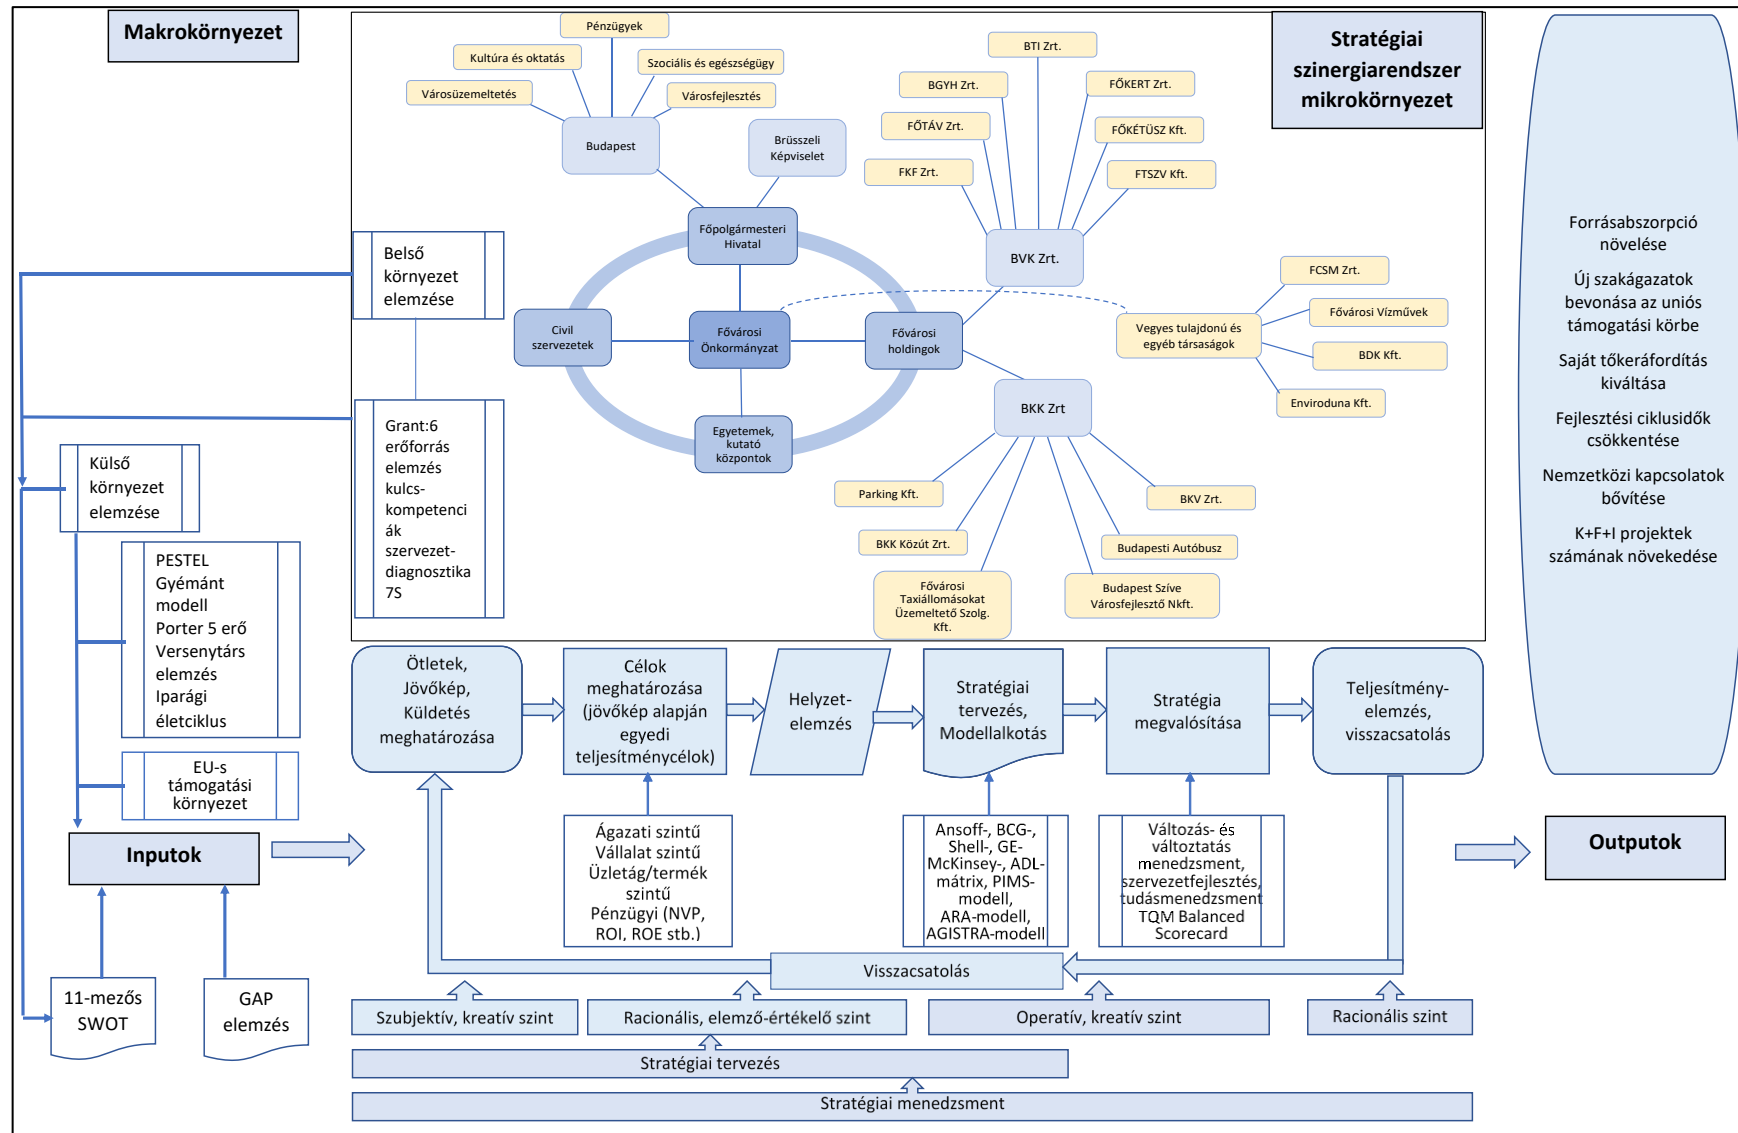 Makrokörnyezet
Pénzügyek
Kultúra és oktatás
Szociális és egészségügy
Városüzemeltetés
Városfejlesztés
Budapest
Brüsszeli
Képviselet
BTI Zrt.
BGYH Zrt.
FŐKERT Zrt.
FŐTÁV Zrt.
FŐKÉTÜSZ Kft.
FKF Zrt.
FTSZV Kft.
BVK Zrt.
Stratégiai
szinergiarendszer
mikrokörnyezet
Főpolgármesteri
Hivatal
Civil
szervezetek
Fővárosi
Önkormányzat
Fővárosi
holdingok
Egyetemek,
kutató
központok
Vegyes tulajdonú és
egyéb társaságok
FCSM Zrt.
Fővárosi Vízművek
BDK Kft.
Enviroduna Kft.
BKK Zrt
Parking Kft.
BKV Zrt.
BKK Közút Zrt.
Budapesti Autóbusz
Fővárosi
Taxiállomásokat
Üzemeltető Szolg.
Kft.
Budapest Szíve
Városfejlesztő Nkft.
Belső
környezet
elemzése
Grant:6
erőforrás
elemzés
kulcs-
kompetenci
ák
szervezet-
diagnosztika
7S
Külső
környezet
elemzése
PESTEL
Gyémánt
modell
Porter 5 erő
Versenytárs
elemzés
Iparági
életciklus
EU-s
támogatási
környezet
Inputok
11-mezős
SWOT
GAP
elemzés
Ötletek,
Jövőkép,
Küldetés
meghatározása
Célok
meghatározása
(jövőkép alapján
egyedi
teljesítménycélok)
Helyzet-
elemzés
Stratégiai
tervezés,
Modellalkotás
Stratégia
megvalósítása
Teljesítmény-
elemzés,
visszacsatolás
Ágazati szintű
Vállalat szintű
Üzletág/termék
szintű
Pénzügyi (NVP,
ROI, ROE stb.)
Ansoff-, BCG-,
Shell-, GE-
McKinsey-, ADL-
mátrix, PIMS-
modell,
ARA-modell,
AGISTRA-modell
Változás- és
változtatás
menedzsment,
szervezetfejlesztés,
tudásmenedzsment
TQM Balanced
Scorecard
Visszacsatolás
Szubjektív, kreatív szint
Racionális, elemző-értékelő szint
Operatív, kreatív szint
Racionális szint
Stratégiai tervezés
Stratégiai menedzsment
Forrásabszorpció
növelése
Új szakágazatok
bevonása az uniós
támogatási körbe
Saját tőkeráfordítás
kiváltása
Fejlesztési ciklusidők
csökkentése
Nemzetközi kapcsolatok
bővítése
K+F+I projektek
számának növekedése
Outputok